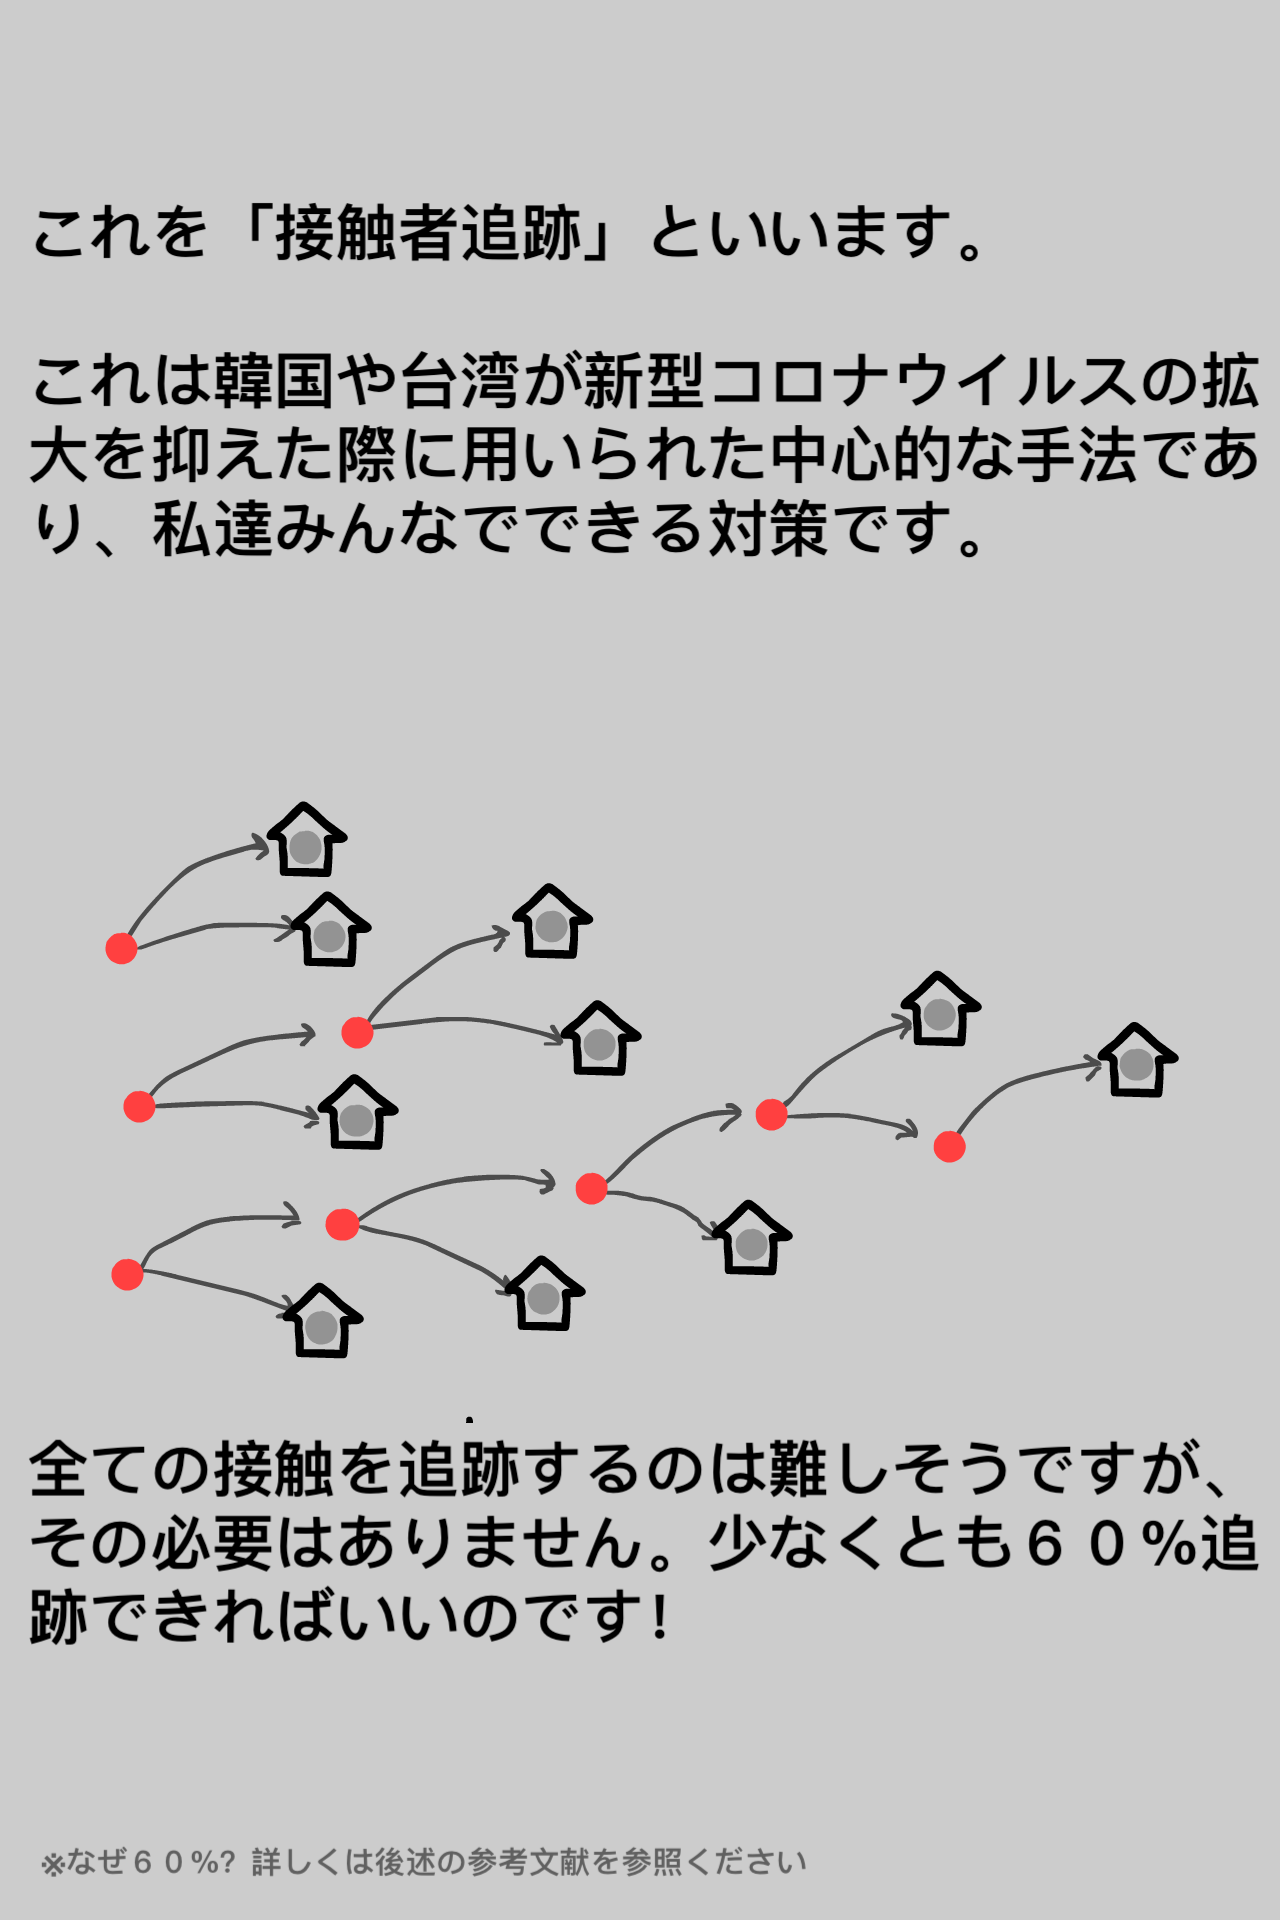 これを「接触者追跡」といいます。
これは韓国や台湾が新型コロナウイルスの拡
大を抑えた際に用いられた中心的な手法であ
り、私達みんなでできる対策です。
全ての接触を追跡するのは難しそうですが、
その必要はありません。少なくとも６０%追
跡できればいいのです！
※なぜ６０%？詳しくは後述の参考文献を参照ください